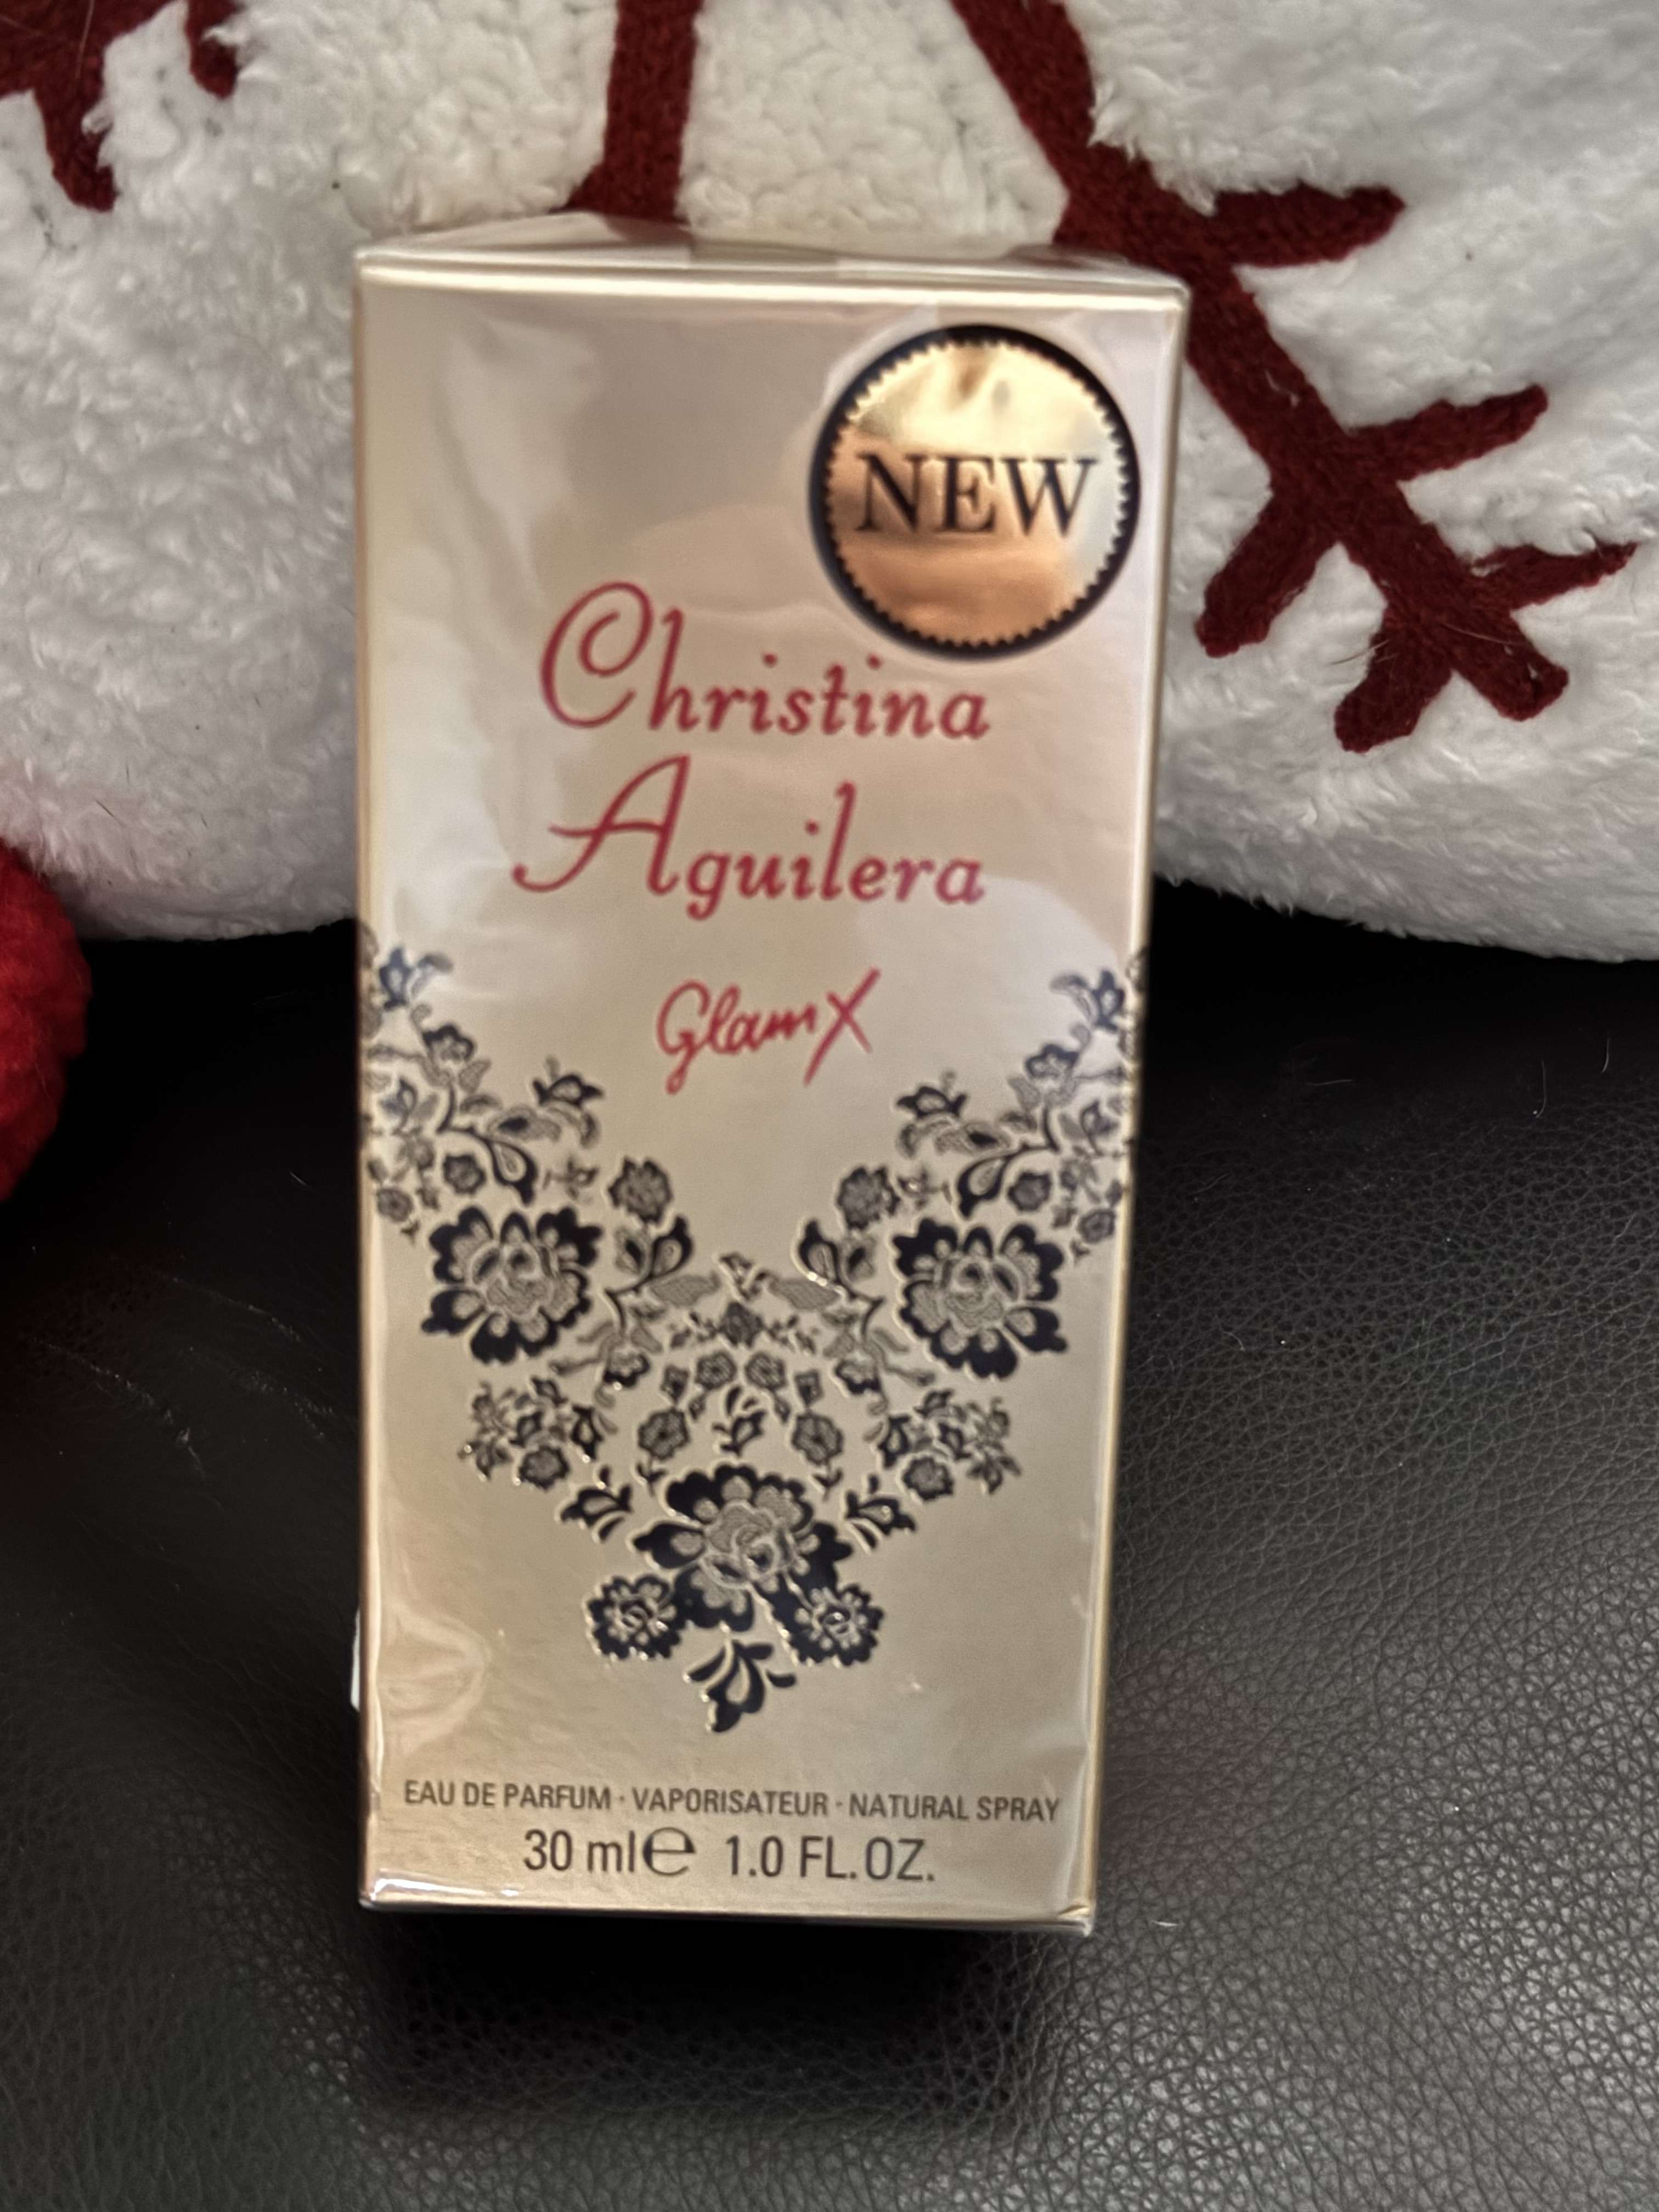 NEW
Christina
Aguilera
Glam X
EAU DE PARFUM · VAPORISATEUR · NATURAL SPRAY
30 ml℮ 1.0 FL.OZ.